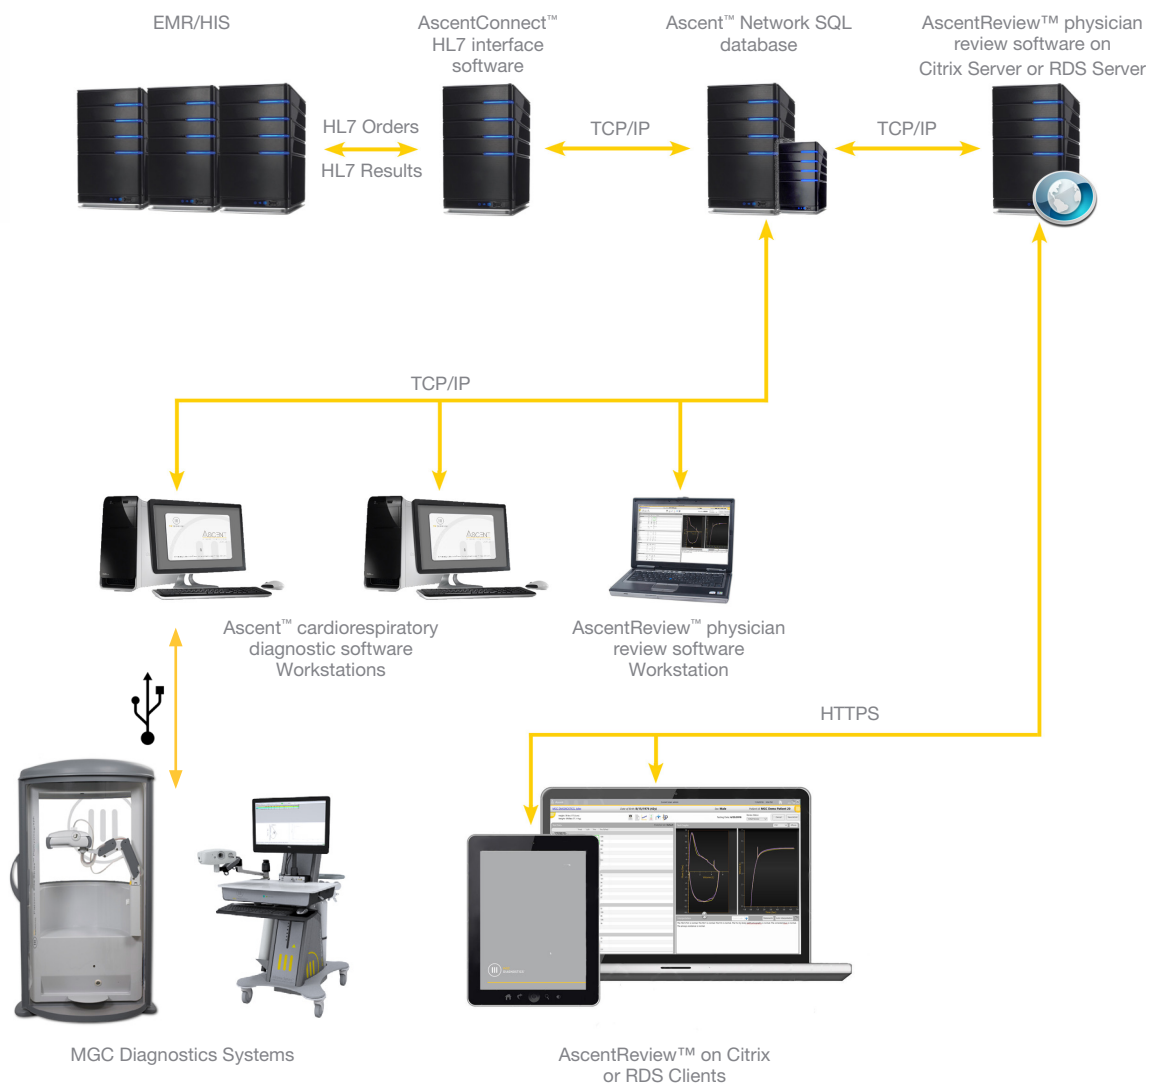 EMR/HIS
AscentConnect™
HL7 interface
software
Ascent™ Network SQL
database
AscentReview™ physician
review software on
Citrix Server or RDS Server
HL7 Orders
HL7 Results
TCP/IP
TCP/IP
TCP/IP
Ascent™ cardiorespiratory
diagnostic software
Workstations
AscentReview™ physician
review software
Workstation
HTTPS
MGC Diagnostics Systems
AscentReview™ on Citrix
or RDS Clients